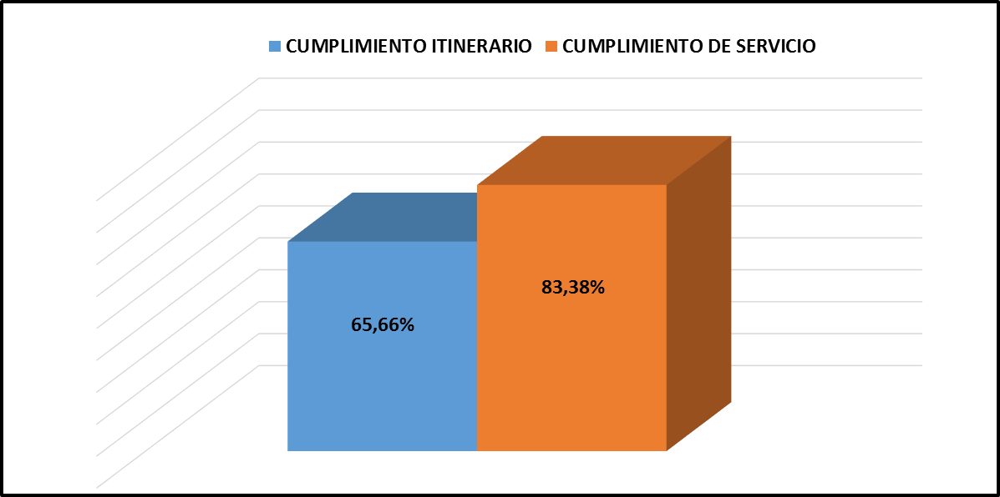 CUMPLIMIENTO ITINERARIO CUMPLIMIENTO DE SERVICIO
83,38%
65,66%